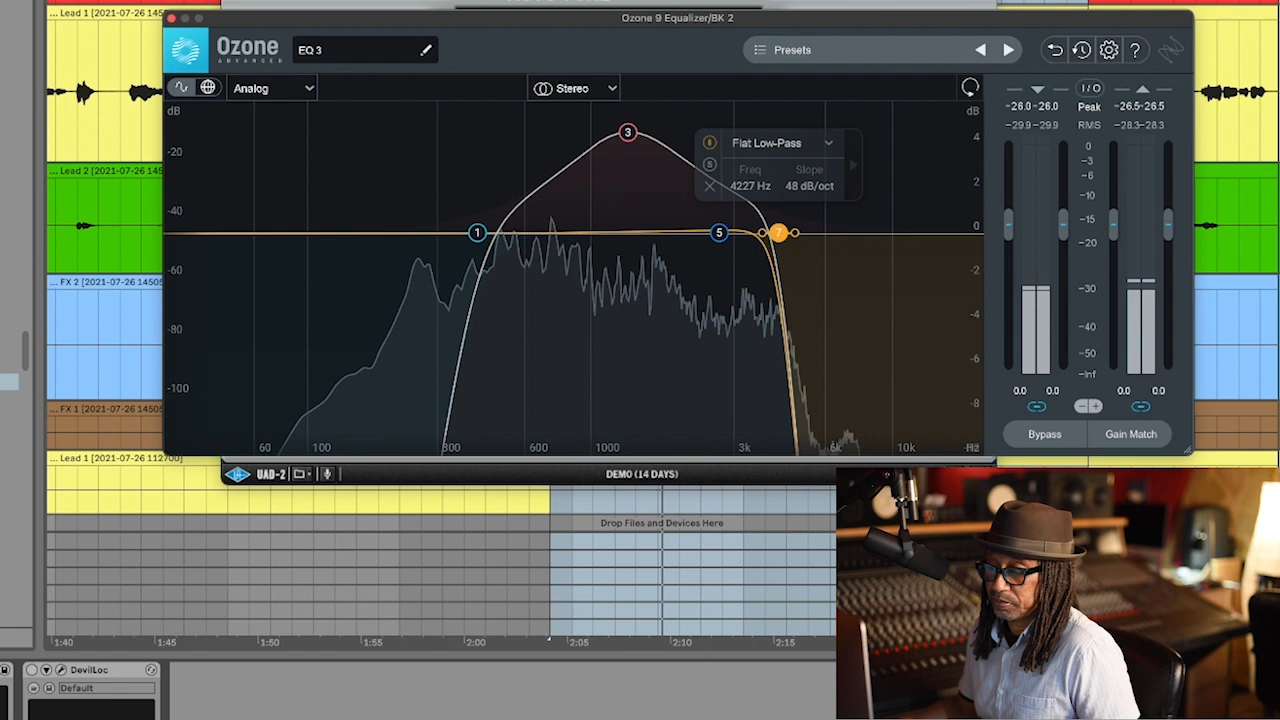 Ozone 9 Equalizer/BK 2
... Lead 1 [2021-07-26 1450
Ozone
ADVANCED
EQ 3
Presets
?
Analog
Stereo
I/O
dB
dB
-26.0 -26.0
Peak
-26.5 -26.5
-29.9 -29.9
RMS
-28.3 -28.3
-20
-40
-60
-80
-100
4
2
0
-2
-4
-6
-8
3
1
5
7
Flat Low-Pass
S
Freq
Slope
4227 Hz
48 dB/oct
0
-3
-6
-10
-15
-20
-30
-40
-50
-Inf
0.0
0.0
0.0
0.0
Bypass
Gain Match
60
100
300
600
1000
3k
6k
10k
Hz
... Lead 2 [2021-07-26 145
... FX 2 [2021-07-26 14505
... FX 1 [2021-07-26 14505
... Lead 1 [2021-07-26 112700]
UAD-2
DEMO (14 DAYS)
Drop Files and Devices Here
1:40
1:45
1:50
1:55
2:00
2:05
2:10
2:15
DevilLoc
Default